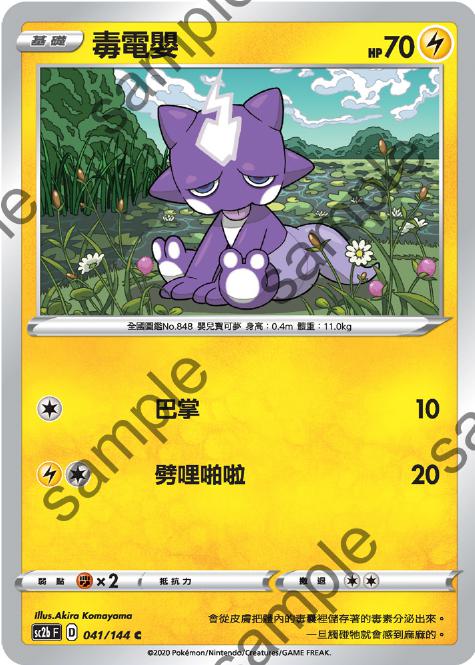 基礎 毒電嬰 HP70
全國圖鑑No.848 嬰兒寶可夢 身高：0.4m 體重：11.0kg
巴掌 10
劈哩啪啦 20
弱點 ×2 抵抗力 撤退
Illus.Akira Komayama
sc2b F D 041/144 C
會從皮膚把體內的毒囊裡儲存著的毒素分泌出來。
一旦觸碰牠就會感到麻麻的。
©2020 Pokémon/Nintendo/Creatures/GAME FREAK.
sample
sample
sample
sample
sample
sample
sample